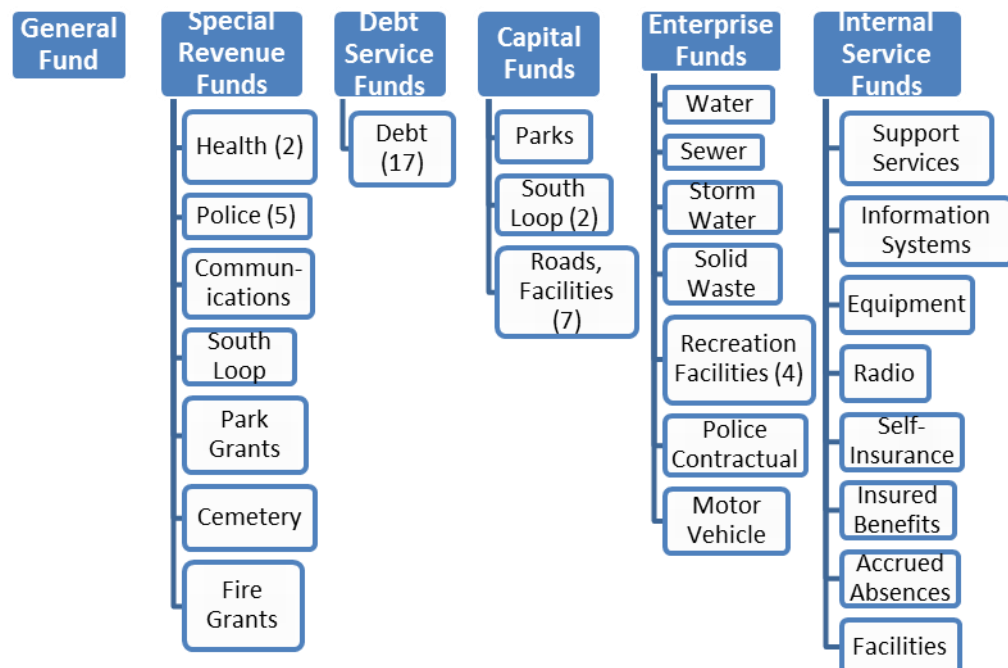 General
Fund
Special
Revenue
Funds
Health (2)
Police (5)
Commun-
ications
South
Loop
Park
Grants
Cemetery
Fire
Grants
Debt
Service
Funds
Debt
(17)
Capital
Funds
Parks
South
Loop (2)
Roads,
Facilities
(7)
Enterprise
Funds
Water
Sewer
Storm
Water
Solid
Waste
Recreation
Facilities (4)
Police
Contractual
Motor
Vehicle
Internal
Service
Funds
Support
Services
Information
Systems
Equipment
Radio
Self-
Insurance
Insured
Benefits
Accrued
Absences
Facilities